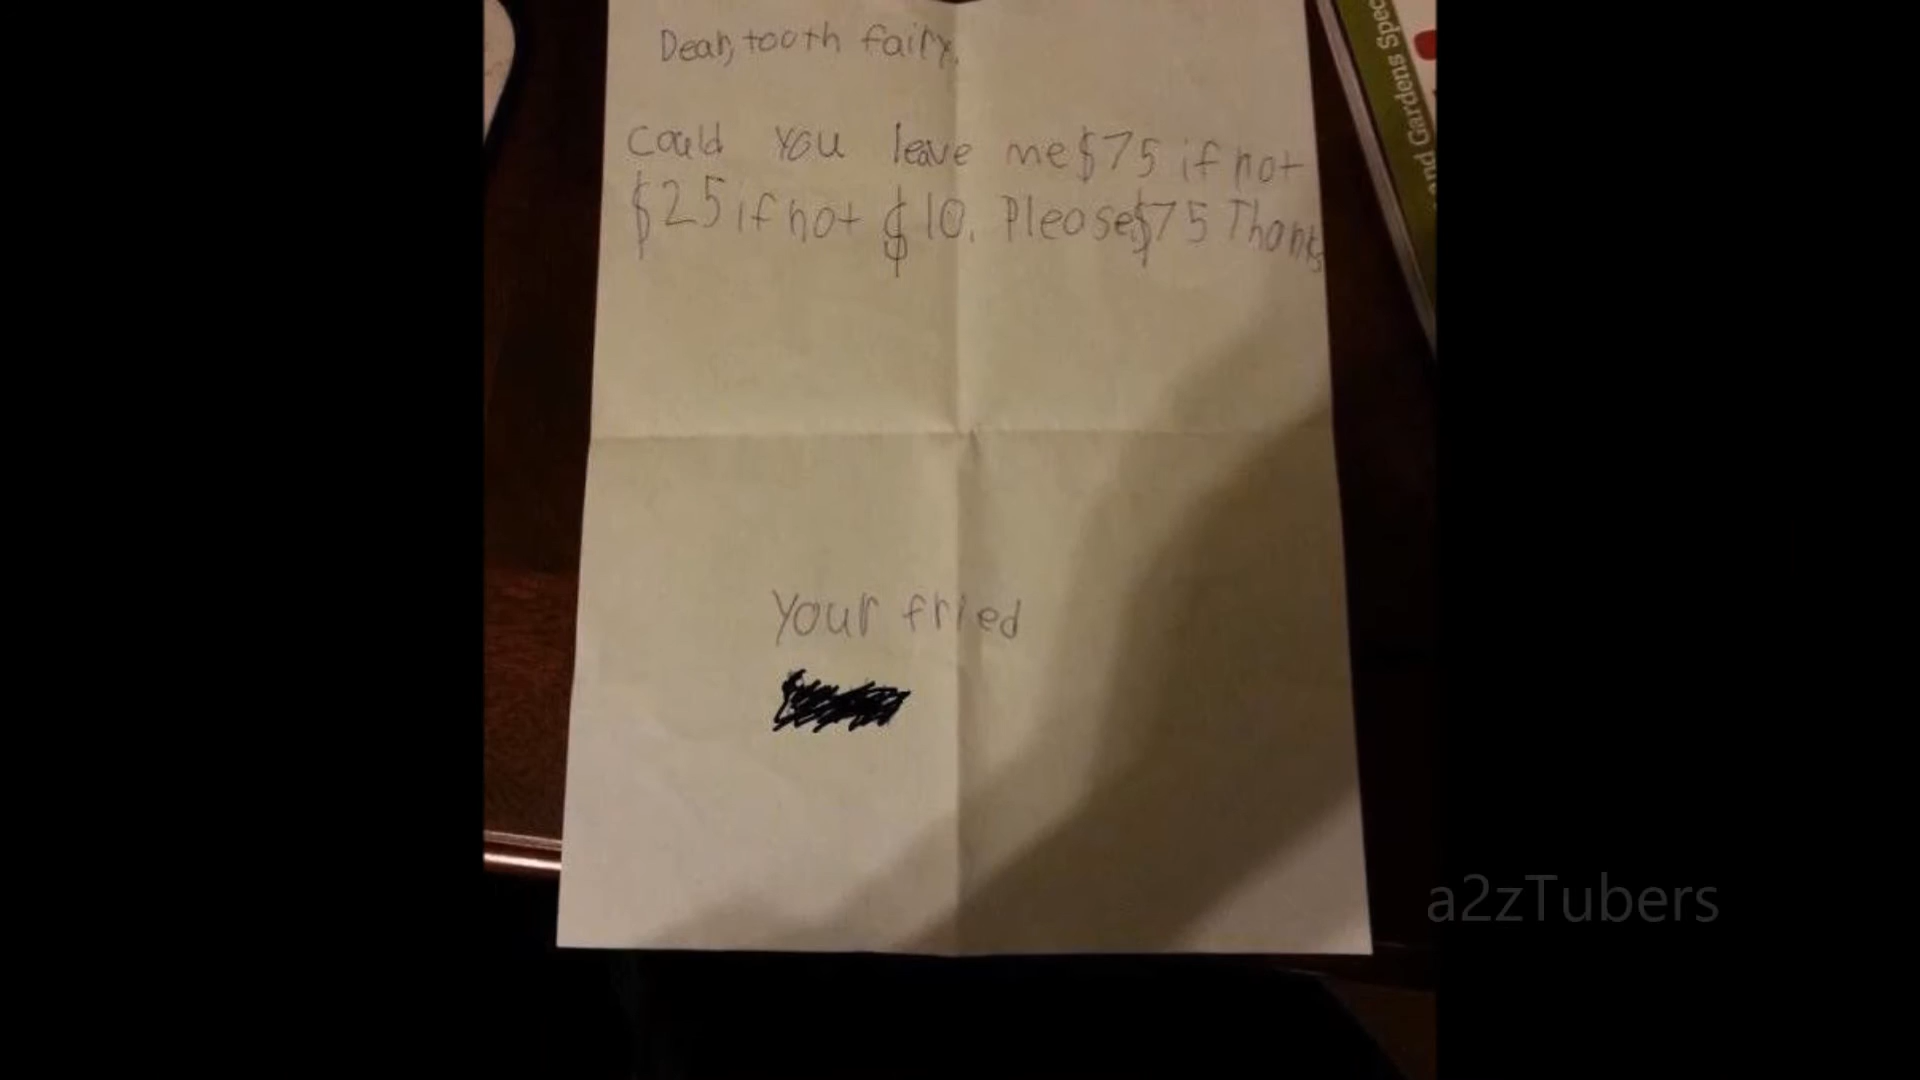 Dear, tooth fairy,
Could you leave me $75 if not
$25 if not $10. Please $75 Thanks
Your fried
and Gardens Spec
a2zTubers